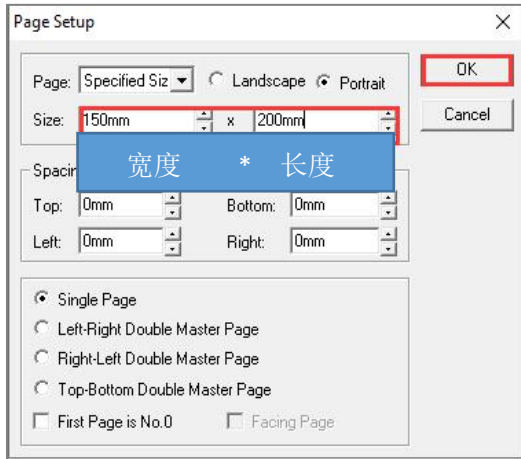 Page Setup
Page: Specified Siz Landscape Portrait OK
Size: 150mm x 200mm Cancel
宽度 * 长度
Spacin
Top: 0mm Bottom: 0mm
Left: 0mm Right: 0mm
Single Page
Left-Right Double Master Page
Right-Left Double Master Page
Top-Bottom Double Master Page
First Page is No.0 Facing Page